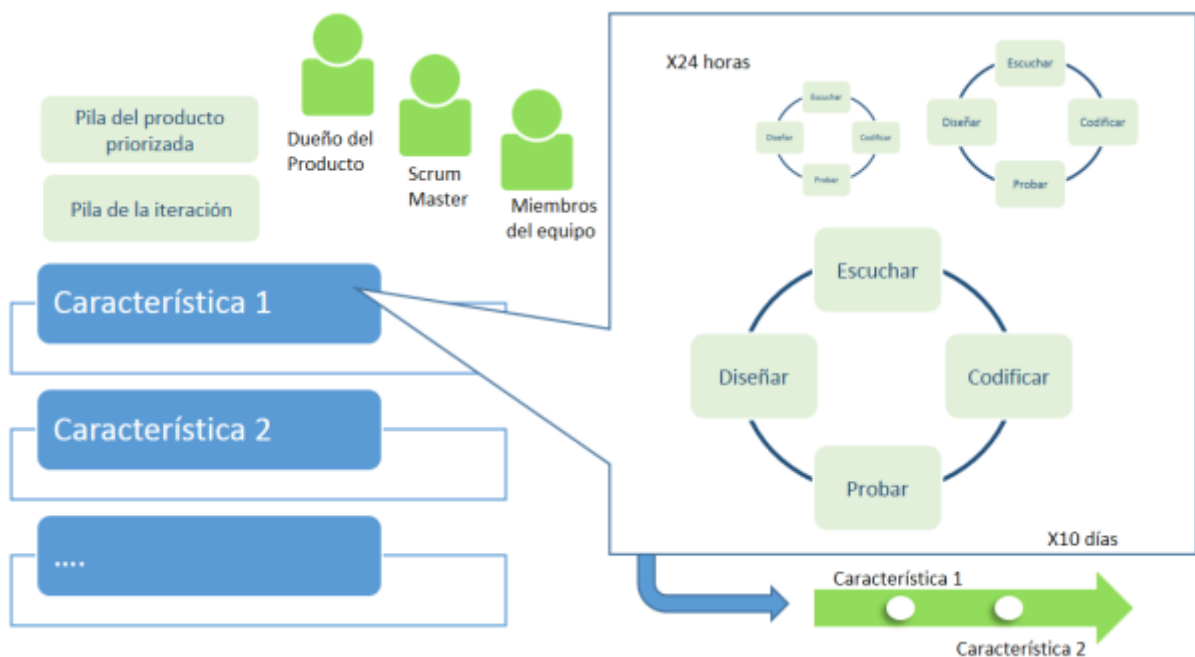 Pila del producto
priorizada
Pila de la iteración
Dueño del
Producto
Scrum
Master
Miembros
del equipo
Característica 1
Característica 2
....
X24 horas
Escuchar
Diseñar
Codificar
Probar
Escuchar
Diseñar
Codificar
Probar
Escuchar
Diseñar
Codificar
Probar
X10 días
Característica 1
Característica 2